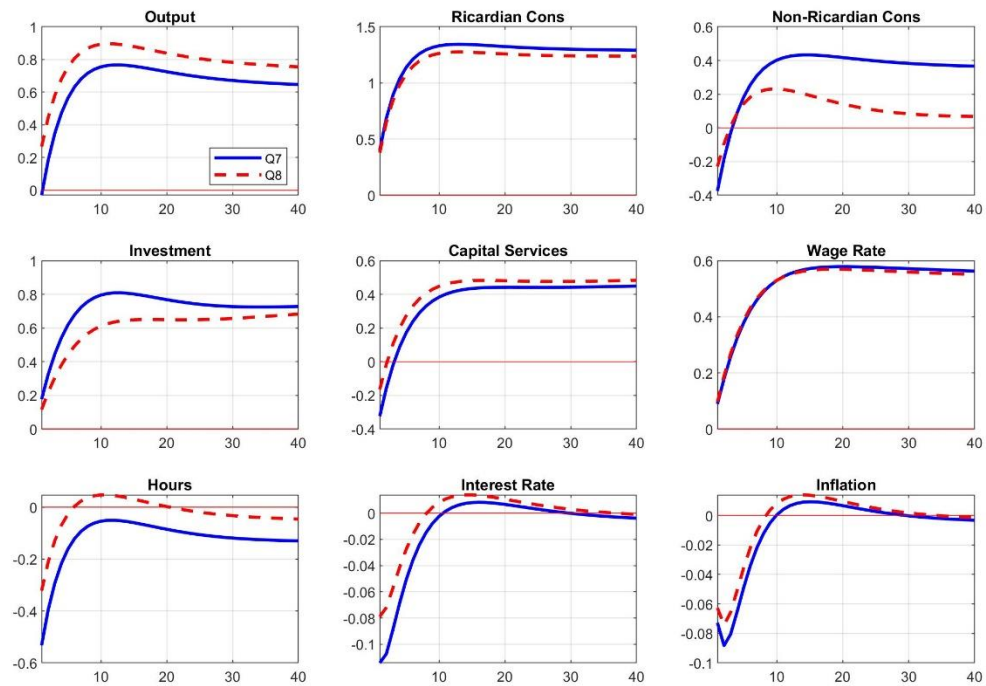 Output
1
0.8
0.6
0.4
0.2
0
10 20 30 40
Q7
Q8
Ricardian Cons
1.5
1
0.5
0
10 20 30 40
Non-Ricardian Cons
0.6
0.4
0.2
0
-0.2
-0.4
10 20 30 40
Investment
1
0.8
0.6
0.4
0.2
0
10 20 30 40
Capital Services
0.6
0.4
0.2
0
-0.2
-0.4
10 20 30 40
Wage Rate
0.6
0.4
0.2
0
10 20 30 40
Hours
0
-0.2
-0.4
-0.6
10 20 30 40
Interest Rate
0
-0.02
-0.04
-0.06
-0.08
-0.1
10 20 30 40
Inflation
0
-0.02
-0.04
-0.06
-0.08
-0.1
10 20 30 40